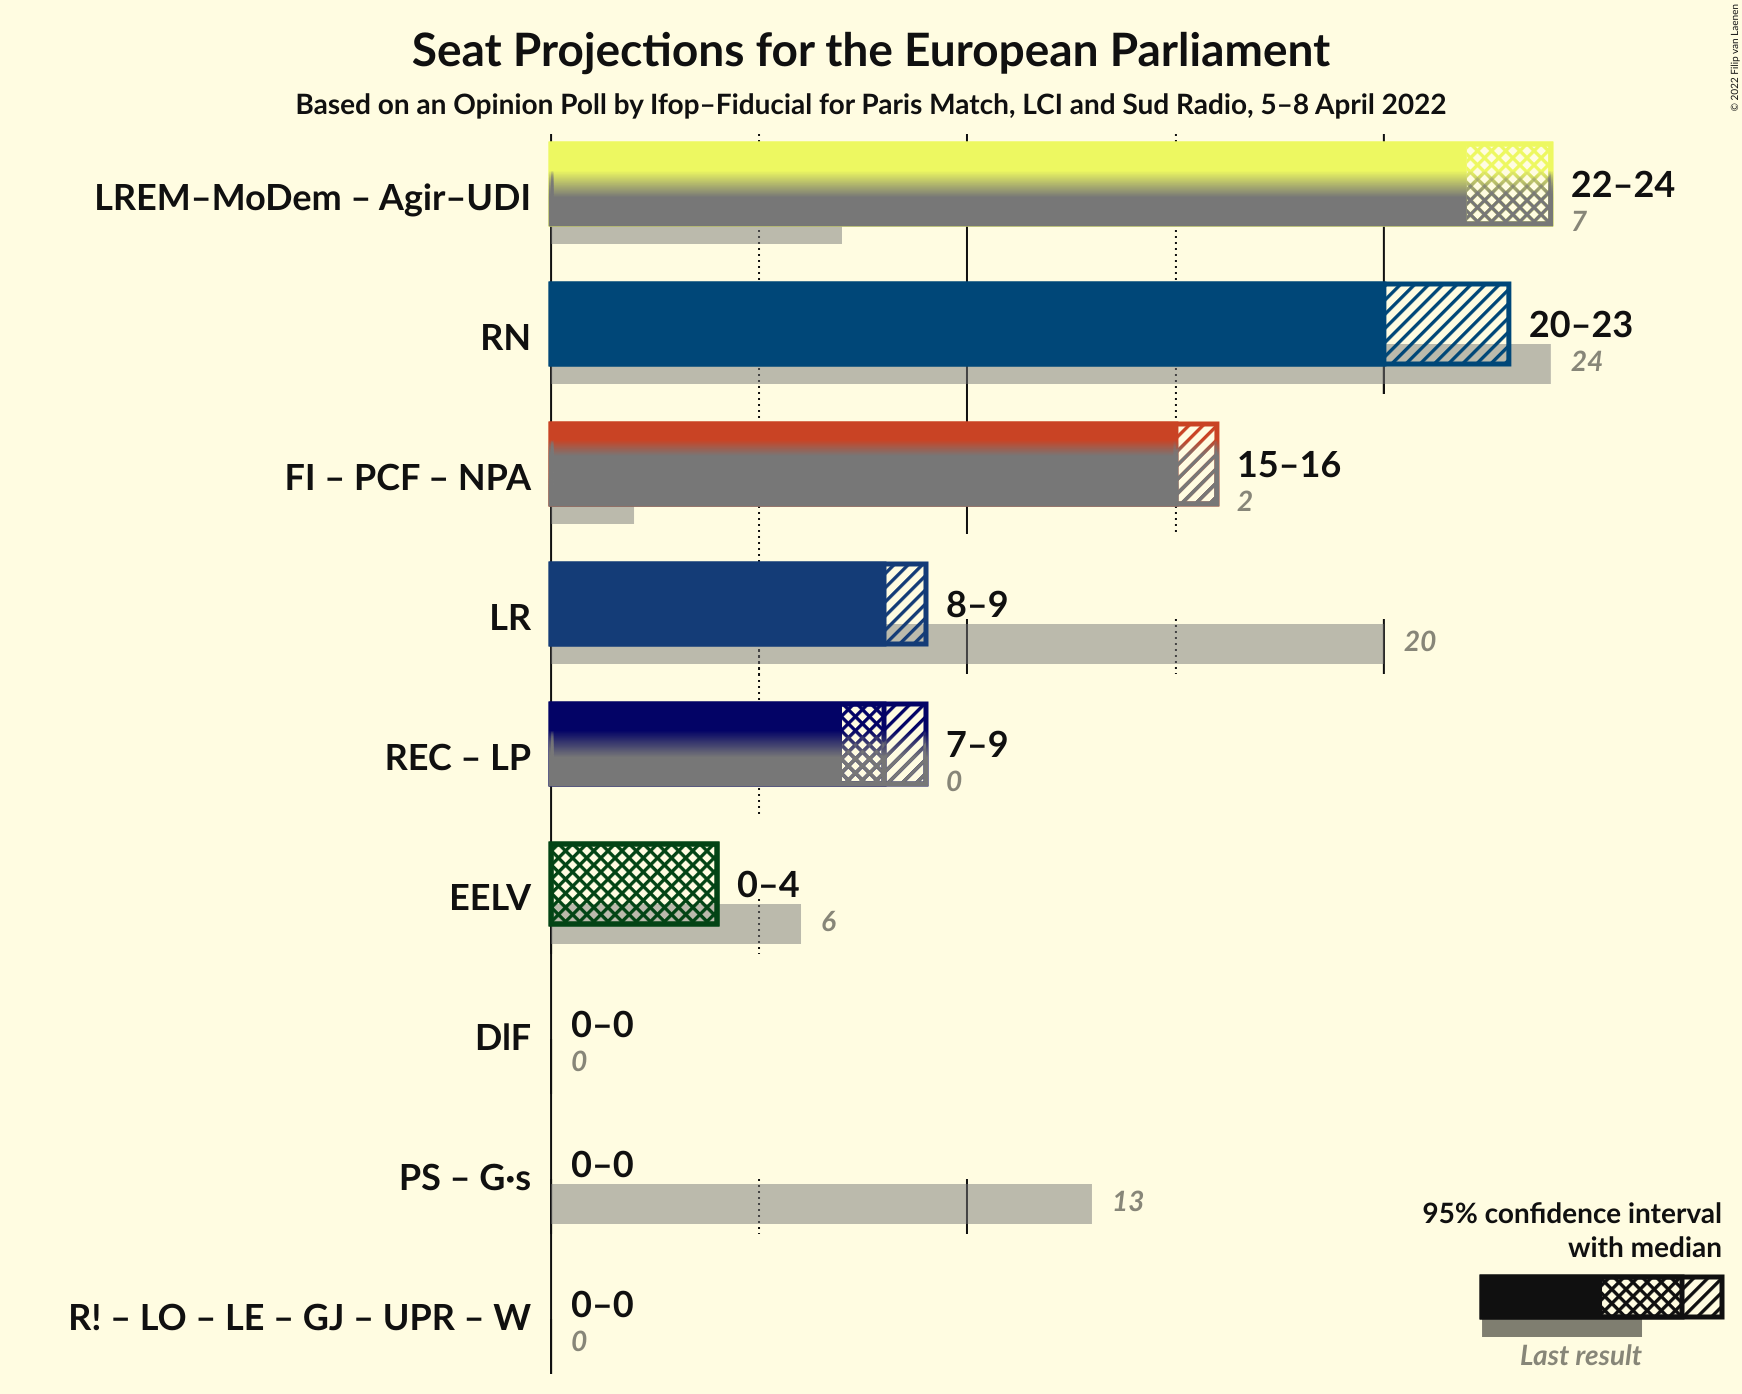 Seat Projections for the European Parliament
Based on an Opinion Poll by Ifop–Fiducial for Paris Match, LCI and Sud Radio, 5–8 April 2022
© 2022 Filip van Laenen
LREM–MoDem – Agir–UDI
22–24
7
RN
20–23
24
FI – PCF – NPA
15–16
2
LR
8–9
20
REC – LP
7–9
0
EELV
0–4
6
DlF
0–0
0
PS – G·s
0–0
13
R! – LO – LE – GJ – UPR – W
0–0
0
95% confidence interval
with median
Last result